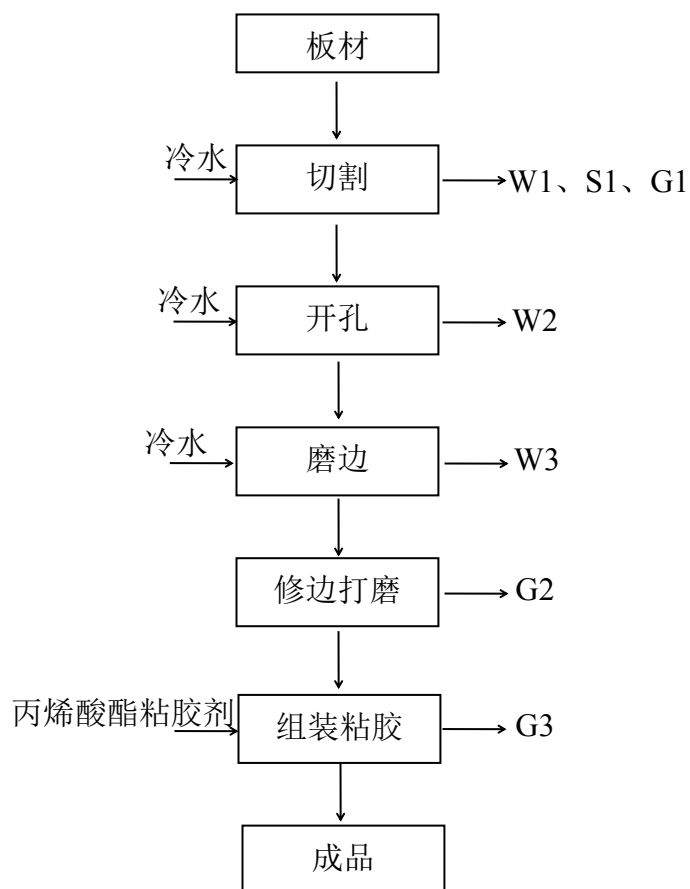 板材
冷水
切割
W1、S1、G1
冷水
开孔
W2
冷水
磨边
W3
修边打磨
G2
丙烯酸酯粘胶剂
组装粘胶
G3
成品